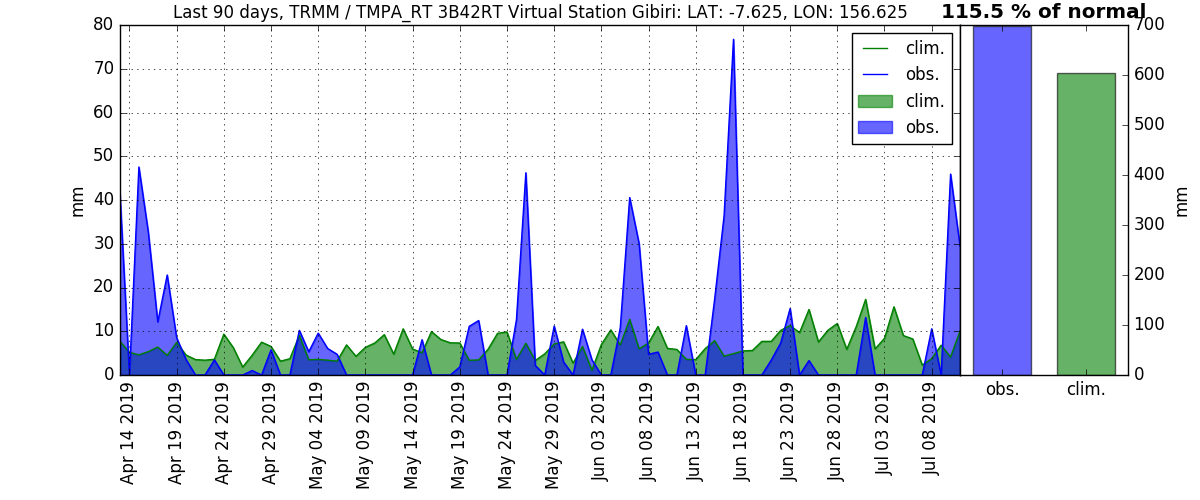 Last 90 days, TRMM / TMPA_RT 3B42RT Virtual Station Gibiri: LAT: -7.625, LON: 156.625
115.5 % of normal
80
70
60
50
40
30
20
10
0
mm
clim.
obs.
clim.
obs.
700
600
500
400
300
200
100
0
mm
obs.
clim.
Apr 14 2019
Apr 19 2019
Apr 24 2019
Apr 29 2019
May 04 2019
May 09 2019
May 14 2019
May 19 2019
May 24 2019
May 29 2019
Jun 03 2019
Jun 08 2019
Jun 13 2019
Jun 18 2019
Jun 23 2019
Jun 28 2019
Jul 03 2019
Jul 08 2019